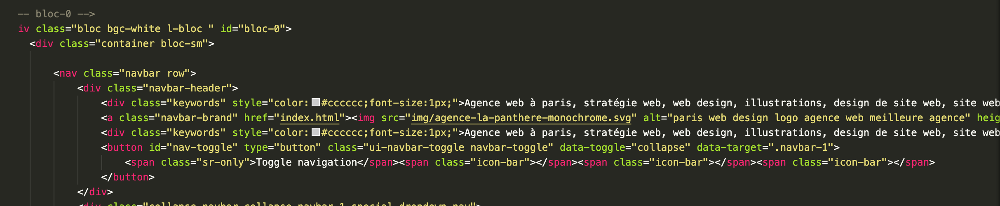 -- bloc-0 -->
iv class="bloc bgc-white l-bloc " id="bloc-0">
<div class="container bloc-sm">
<nav class="navbar row">
<div class="navbar-header">
<div class="keywords" style="color:#cccccc;font-size:1px;">Agence web à paris, stratégie web, web design, illustrations, design de site web, site web
<a class="navbar-brand" href="index.html"><img src="img/agence-la-panthere-monochrome.svg" alt="paris web design logo agence web meilleure agence" heig
<div class="keywords" style="color:#cccccc;font-size:1px;">Agence web à paris, stratégie web, web design, illustrations, design de site web, site web
<button id="nav-toggle" type="button" class="ui-navbar-toggle navbar-toggle" data-toggle="collapse" data-target=".navbar-1">
<span class="sr-only">Toggle navigation</span><span class="icon-bar"></span><span class="icon-bar"></span><span class="icon-bar"></span>
</button>
</div>
<div class="collapse navbar-collapse navbar-1 special-dropdown-nav">